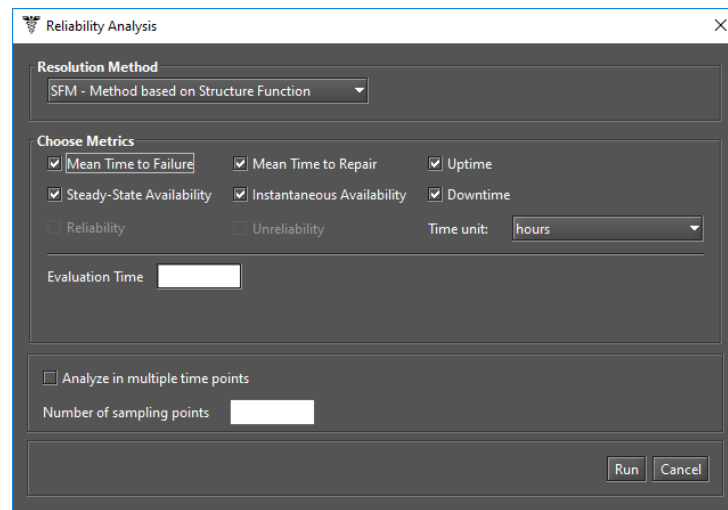 Reliability Analysis
Resolution Method
SFM - Method based on Structure Function
Choose Metrics
Mean Time to Failure Mean Time to Repair Uptime
Steady-State Availability Instantaneous Availability Downtime
Reliability Unreliability Time unit: hours
Evaluation Time
Analyze in multiple time points
Number of sampling points
Run Cancel